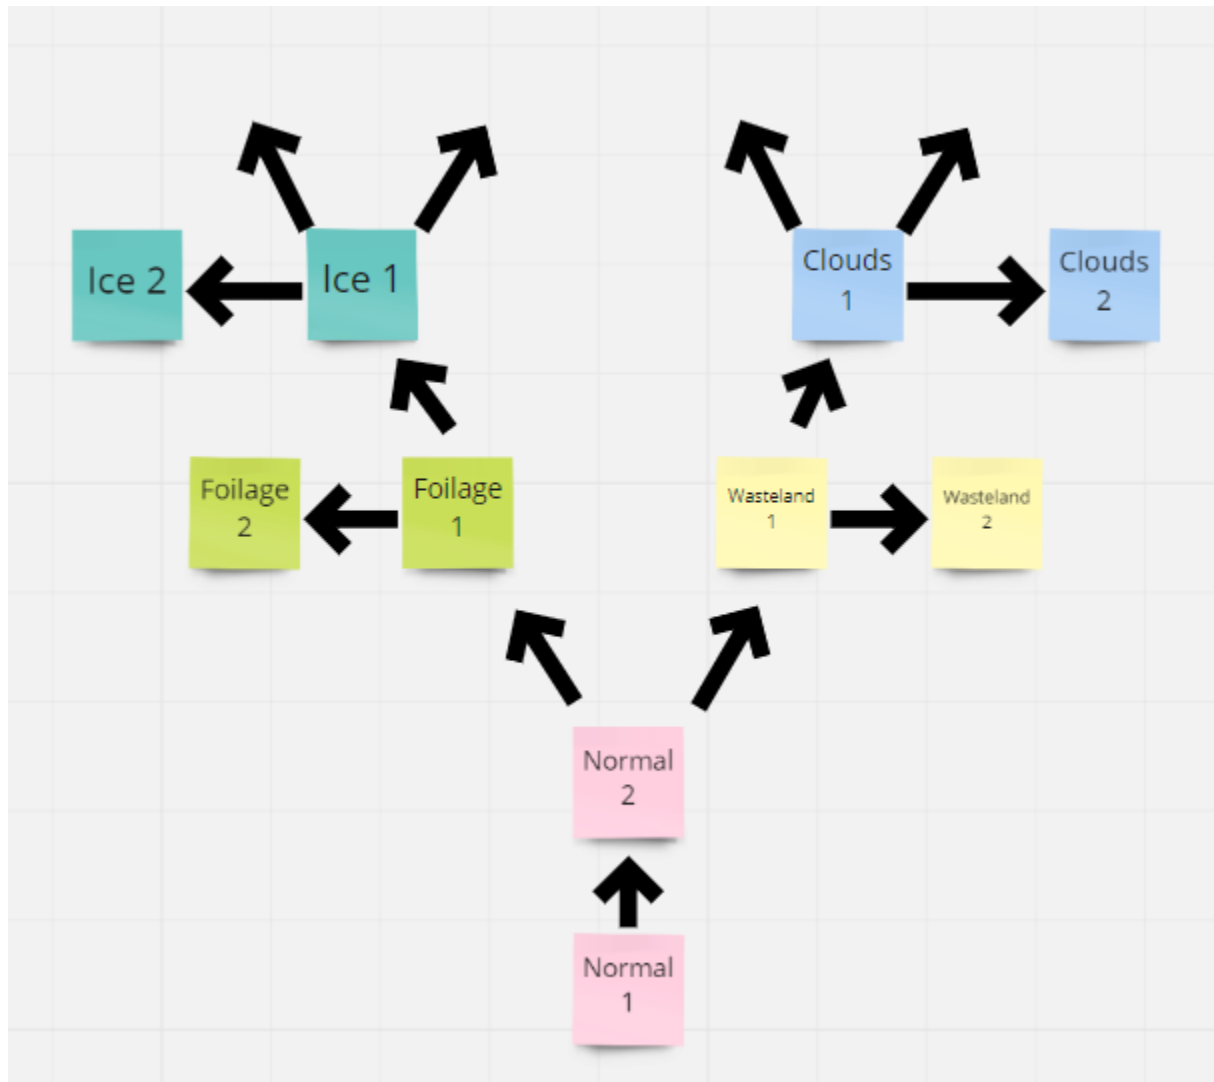 Ice 2
Ice 1
Clouds
1
Clouds
2
Foilage
2
Foilage
1
Wasteland
1
Wasteland
2
Normal
2
Normal
1